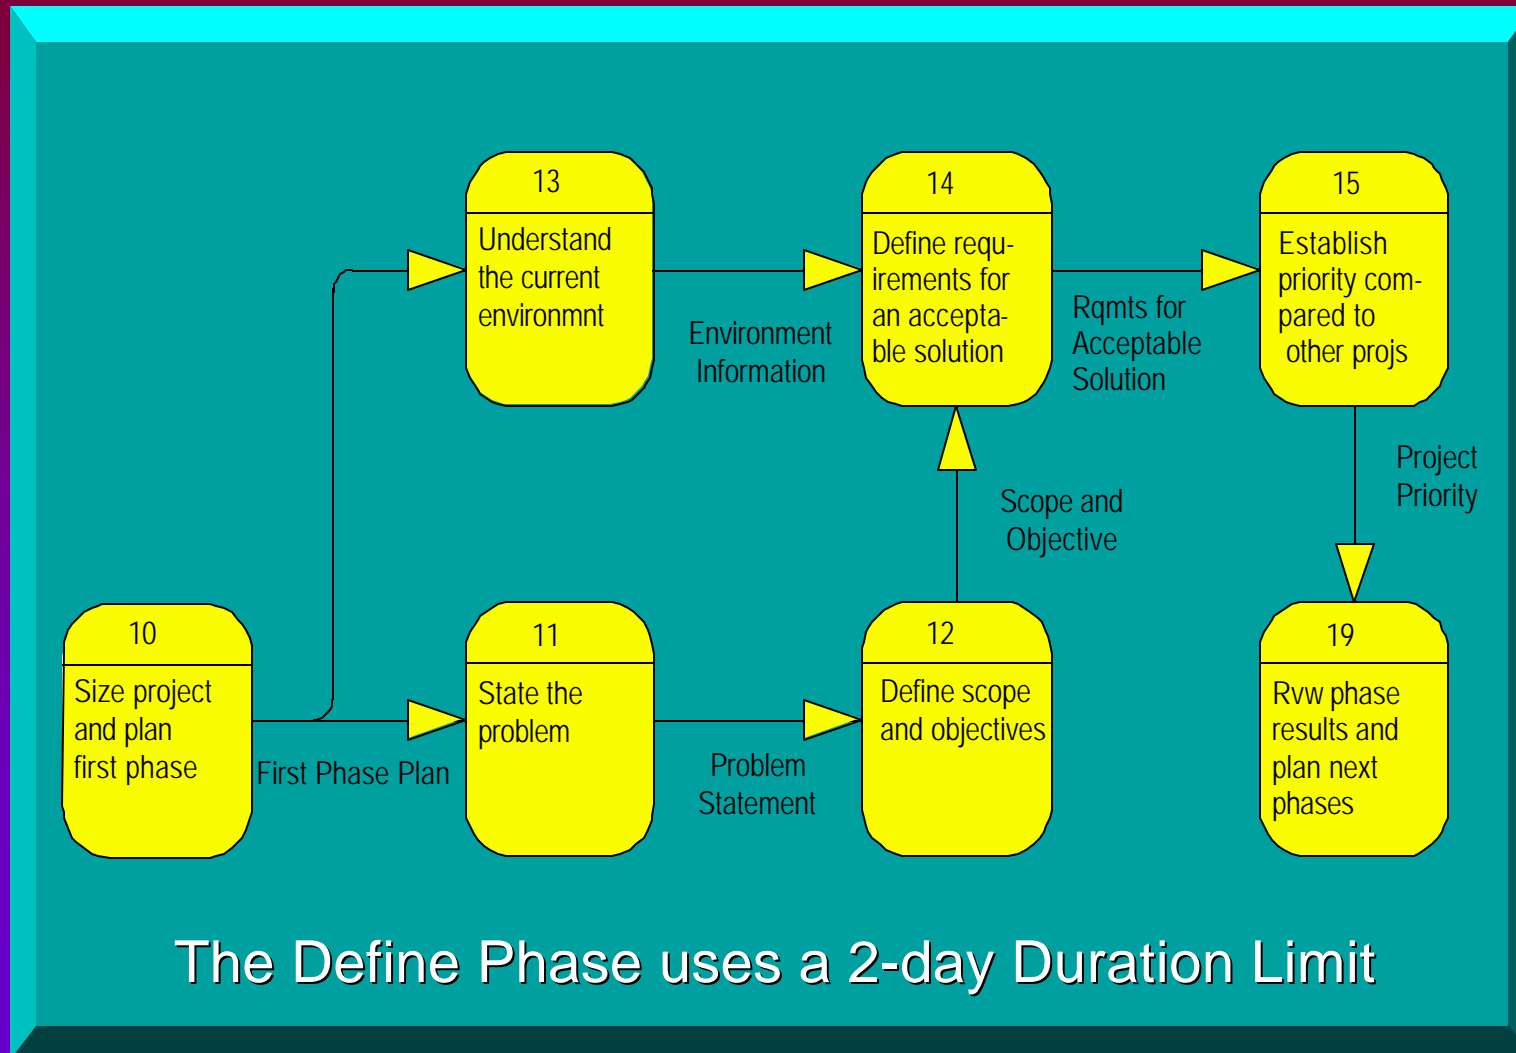 13
Understand
the current
environmnt
Environment
Information
14
Define requ-
irements for
an accepta-
ble solution
Rqmts for
Acceptable
Solution
15
Establish
priority com-
pared to
other projs
Project
Priority
Scope and
Objective
10
Size project
and plan
first phase
First Phase Plan
11
State the
problem
Problem
Statement
12
Define scope
and objectives
19
Rvw phase
results and
plan next
phases
The Define Phase uses a 2-day Duration Limit